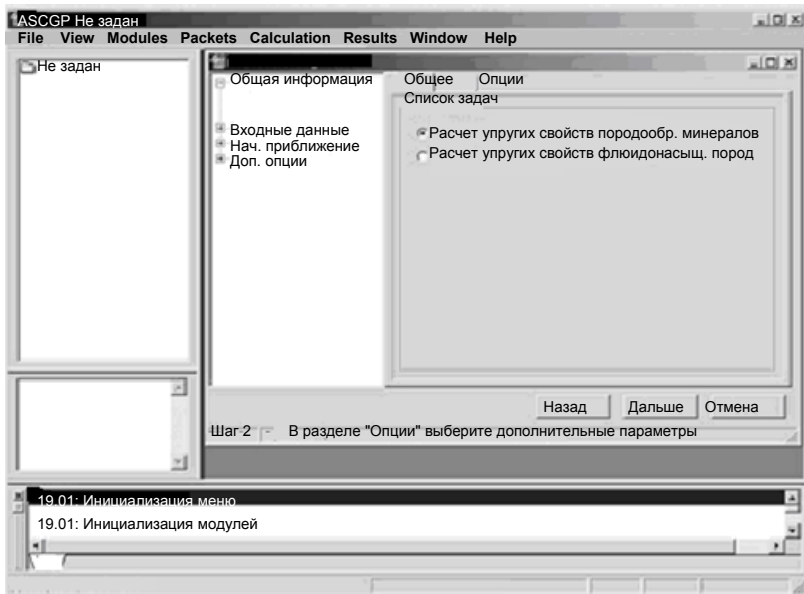 ASCGP Не задан
File View Modules Packets Calculation Results Window Help
Не задан
Общая информация
Входные данные
Нач. приближение
Доп. опции
Общее Опции
Список задач
Расчет упругих свойств породообр. минералов
Расчет упругих свойств флюидонасыщ. пород
Назад Дальше Отмена
Шаг-2 - В разделе "Опции" выберите дополнительные параметры
19.01: Инициализация меню
19.01: Инициализация модулей